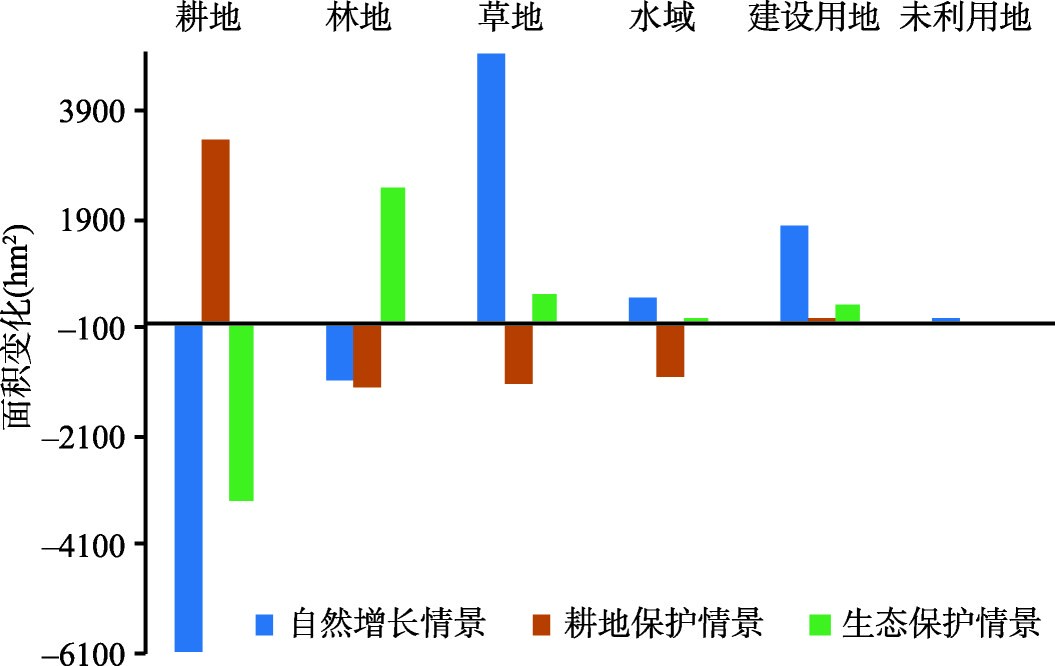 耕地 林地 草地 水域 建设用地 未利用地
3900
1900
–100
–2100
–4100
–6100
面积变化(hm²)
自然增长情景 耕地保护情景 生态保护情景